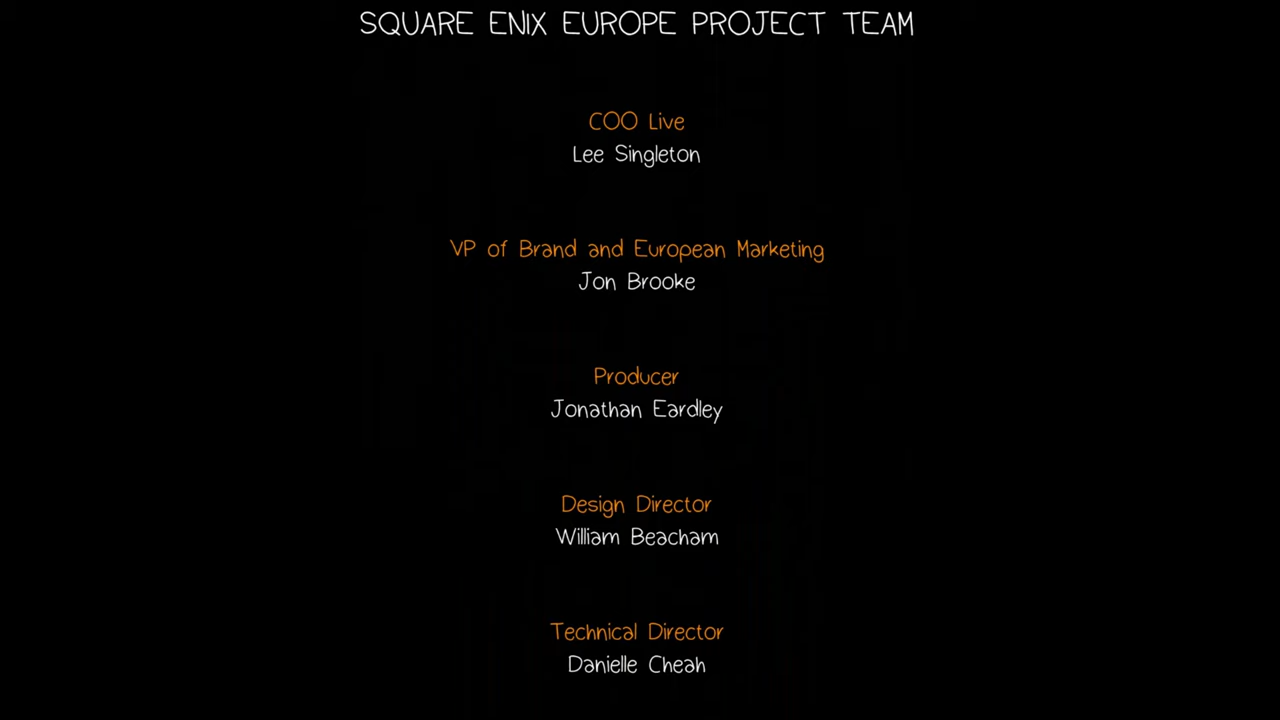 SQUARE ENIX EUROPE PROJECT TEAM
COO Live
Lee Singleton
VP of Brand and European Marketing
Jon Brooke
Producer
Jonathan Eardley
Design Director
William Beacham
Technical Director
Danielle Cheah